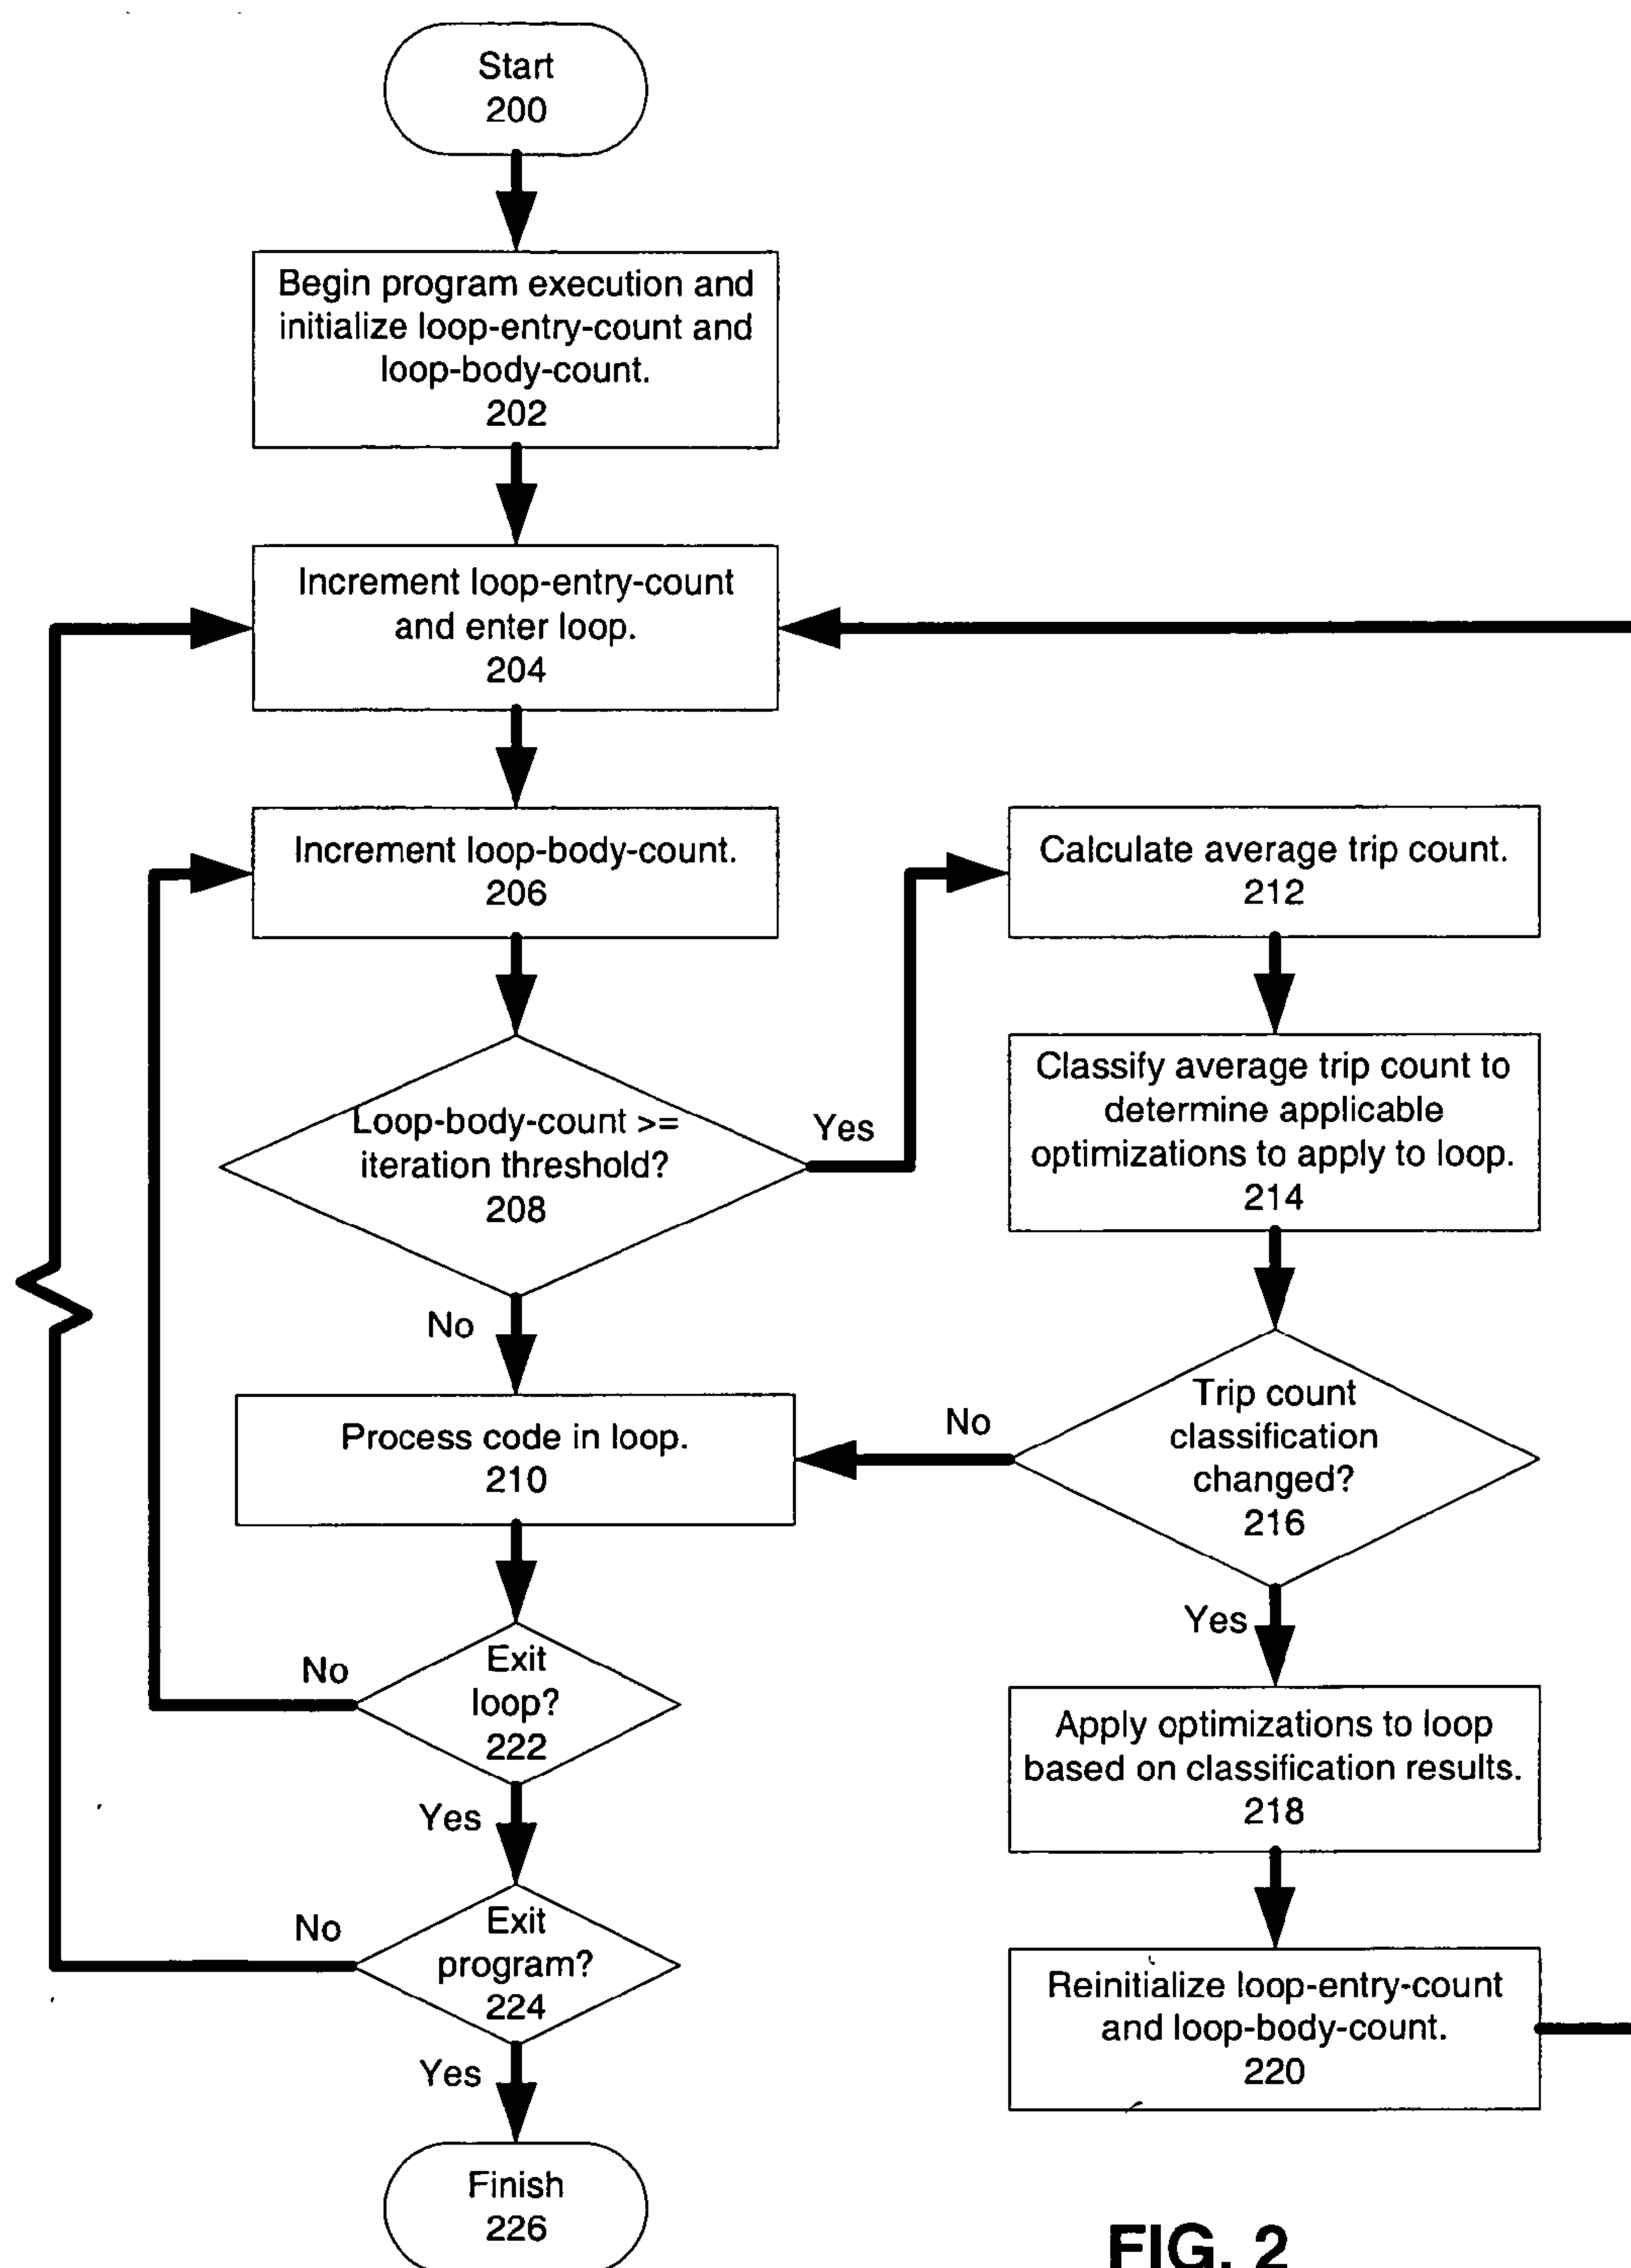 Start
200
Begin program execution and
initialize loop-entry-count and
loop-body-count.
202
Increment loop-entry-count
and enter loop.
204
Increment loop-body-count.
206
Calculate average trip count.
212
Loop-body-count >=
iteration threshold?
208
Yes
No
Classify average trip count to
determine applicable
optimizations to apply to loop.
214
Trip count
classification
changed?
216
No
Yes
Process code in loop.
210
Exit
loop?
222
No
Yes
Apply optimizations to loop
based on classification results.
218
Exit
program?
224
No
Yes
Reinitialize loop-entry-count
and loop-body-count.
220
Finish
226
FIG. 2